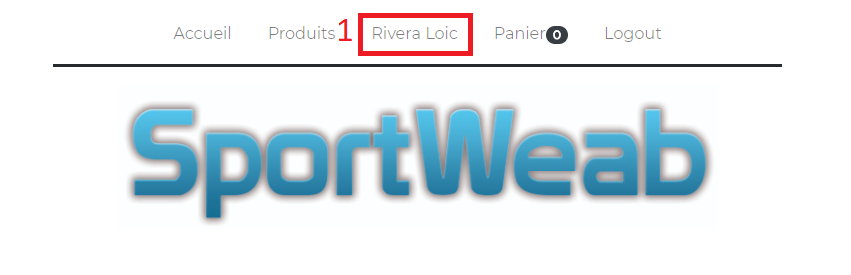 Accueil Produits 1 Rivera Loic Panier 0 Logout
SportWeab